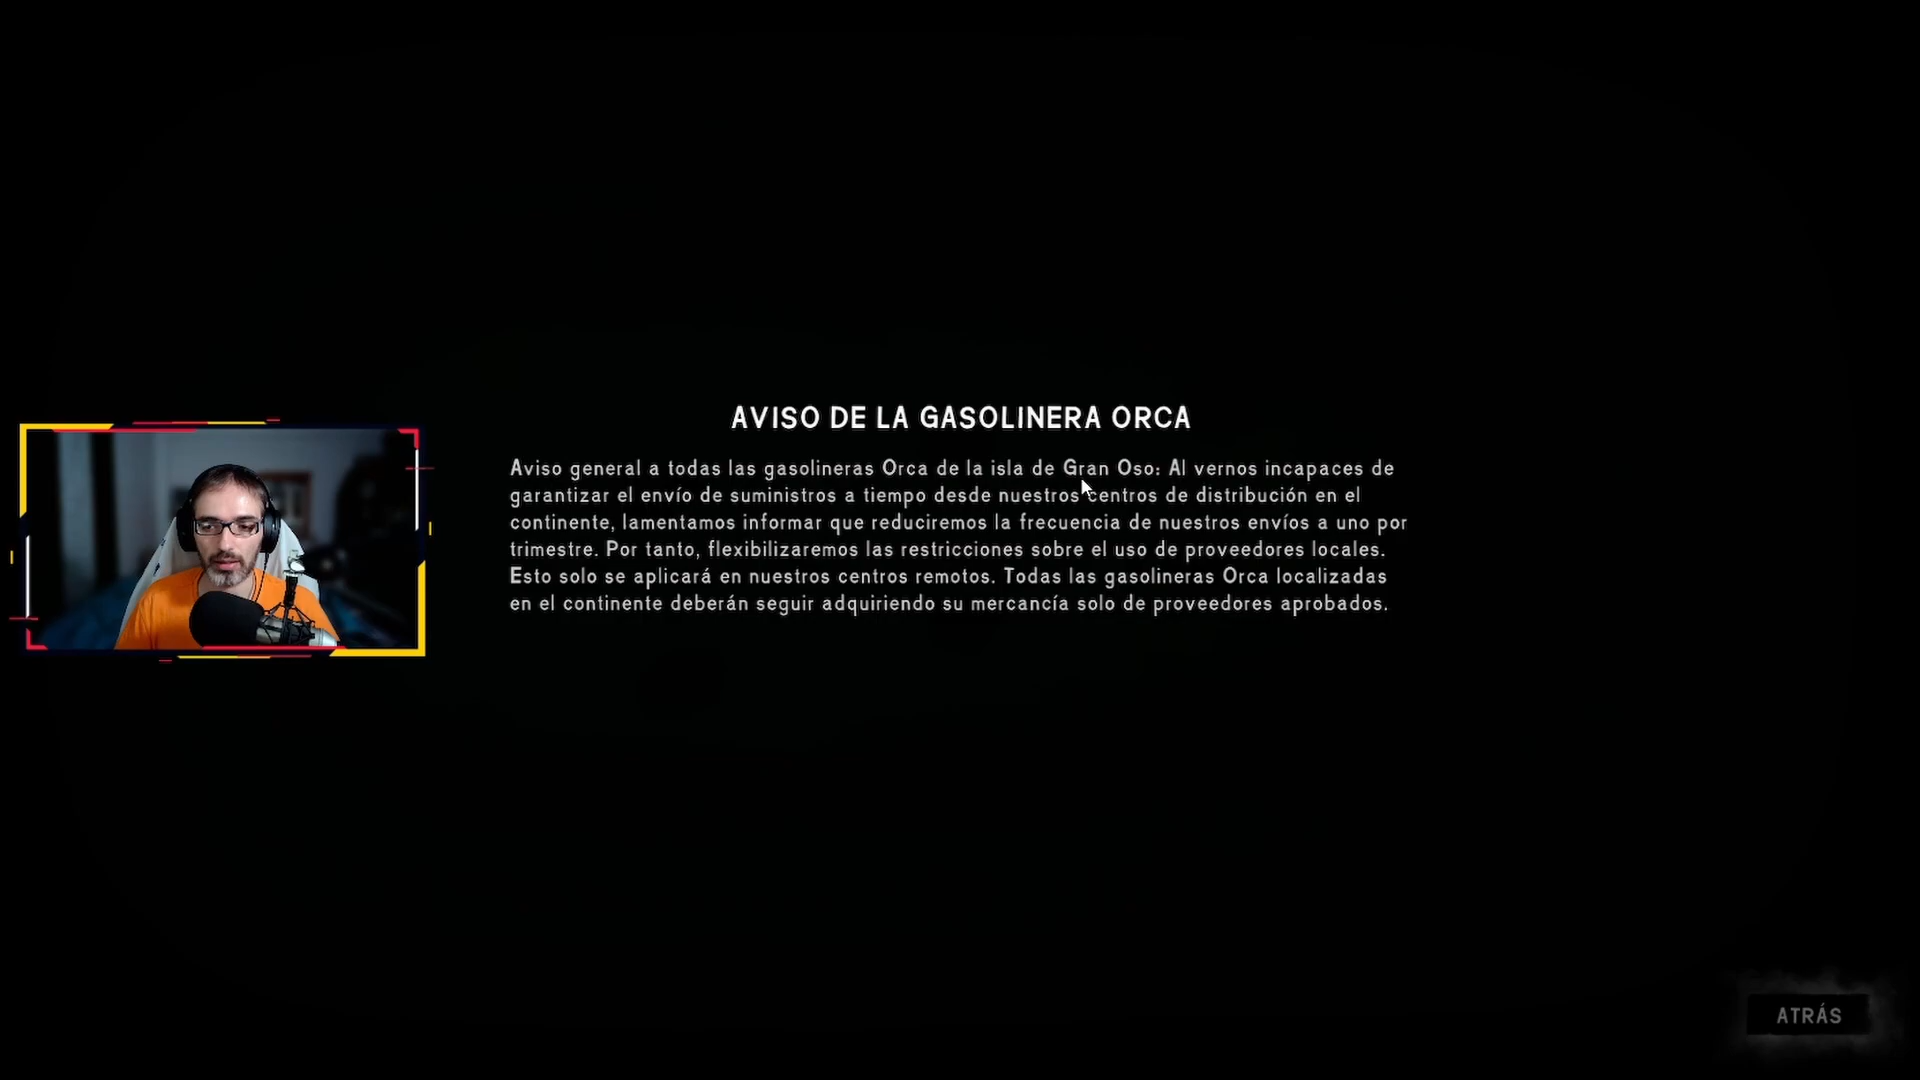 AVISO DE LA GASOLINERA ORCA
Aviso general a todas las gasolineras Orca de la isla de Gran Oso: Al vernos incapaces de
garantizar el envío de suministros a tiempo desde nuestros centros de distribución en el
continente, lamentamos informar que reduciremos la frecuencia de nuestros envíos a uno por
trimestre. Por tanto, flexibilizaremos las restricciones sobre el uso de proveedores locales.
Esto solo se aplicará en nuestros centros remotos. Todas las gasolineras Orca localizadas
en el continente deberán seguir adquiriendo su mercancía solo de proveedores aprobados.
ATRÁS